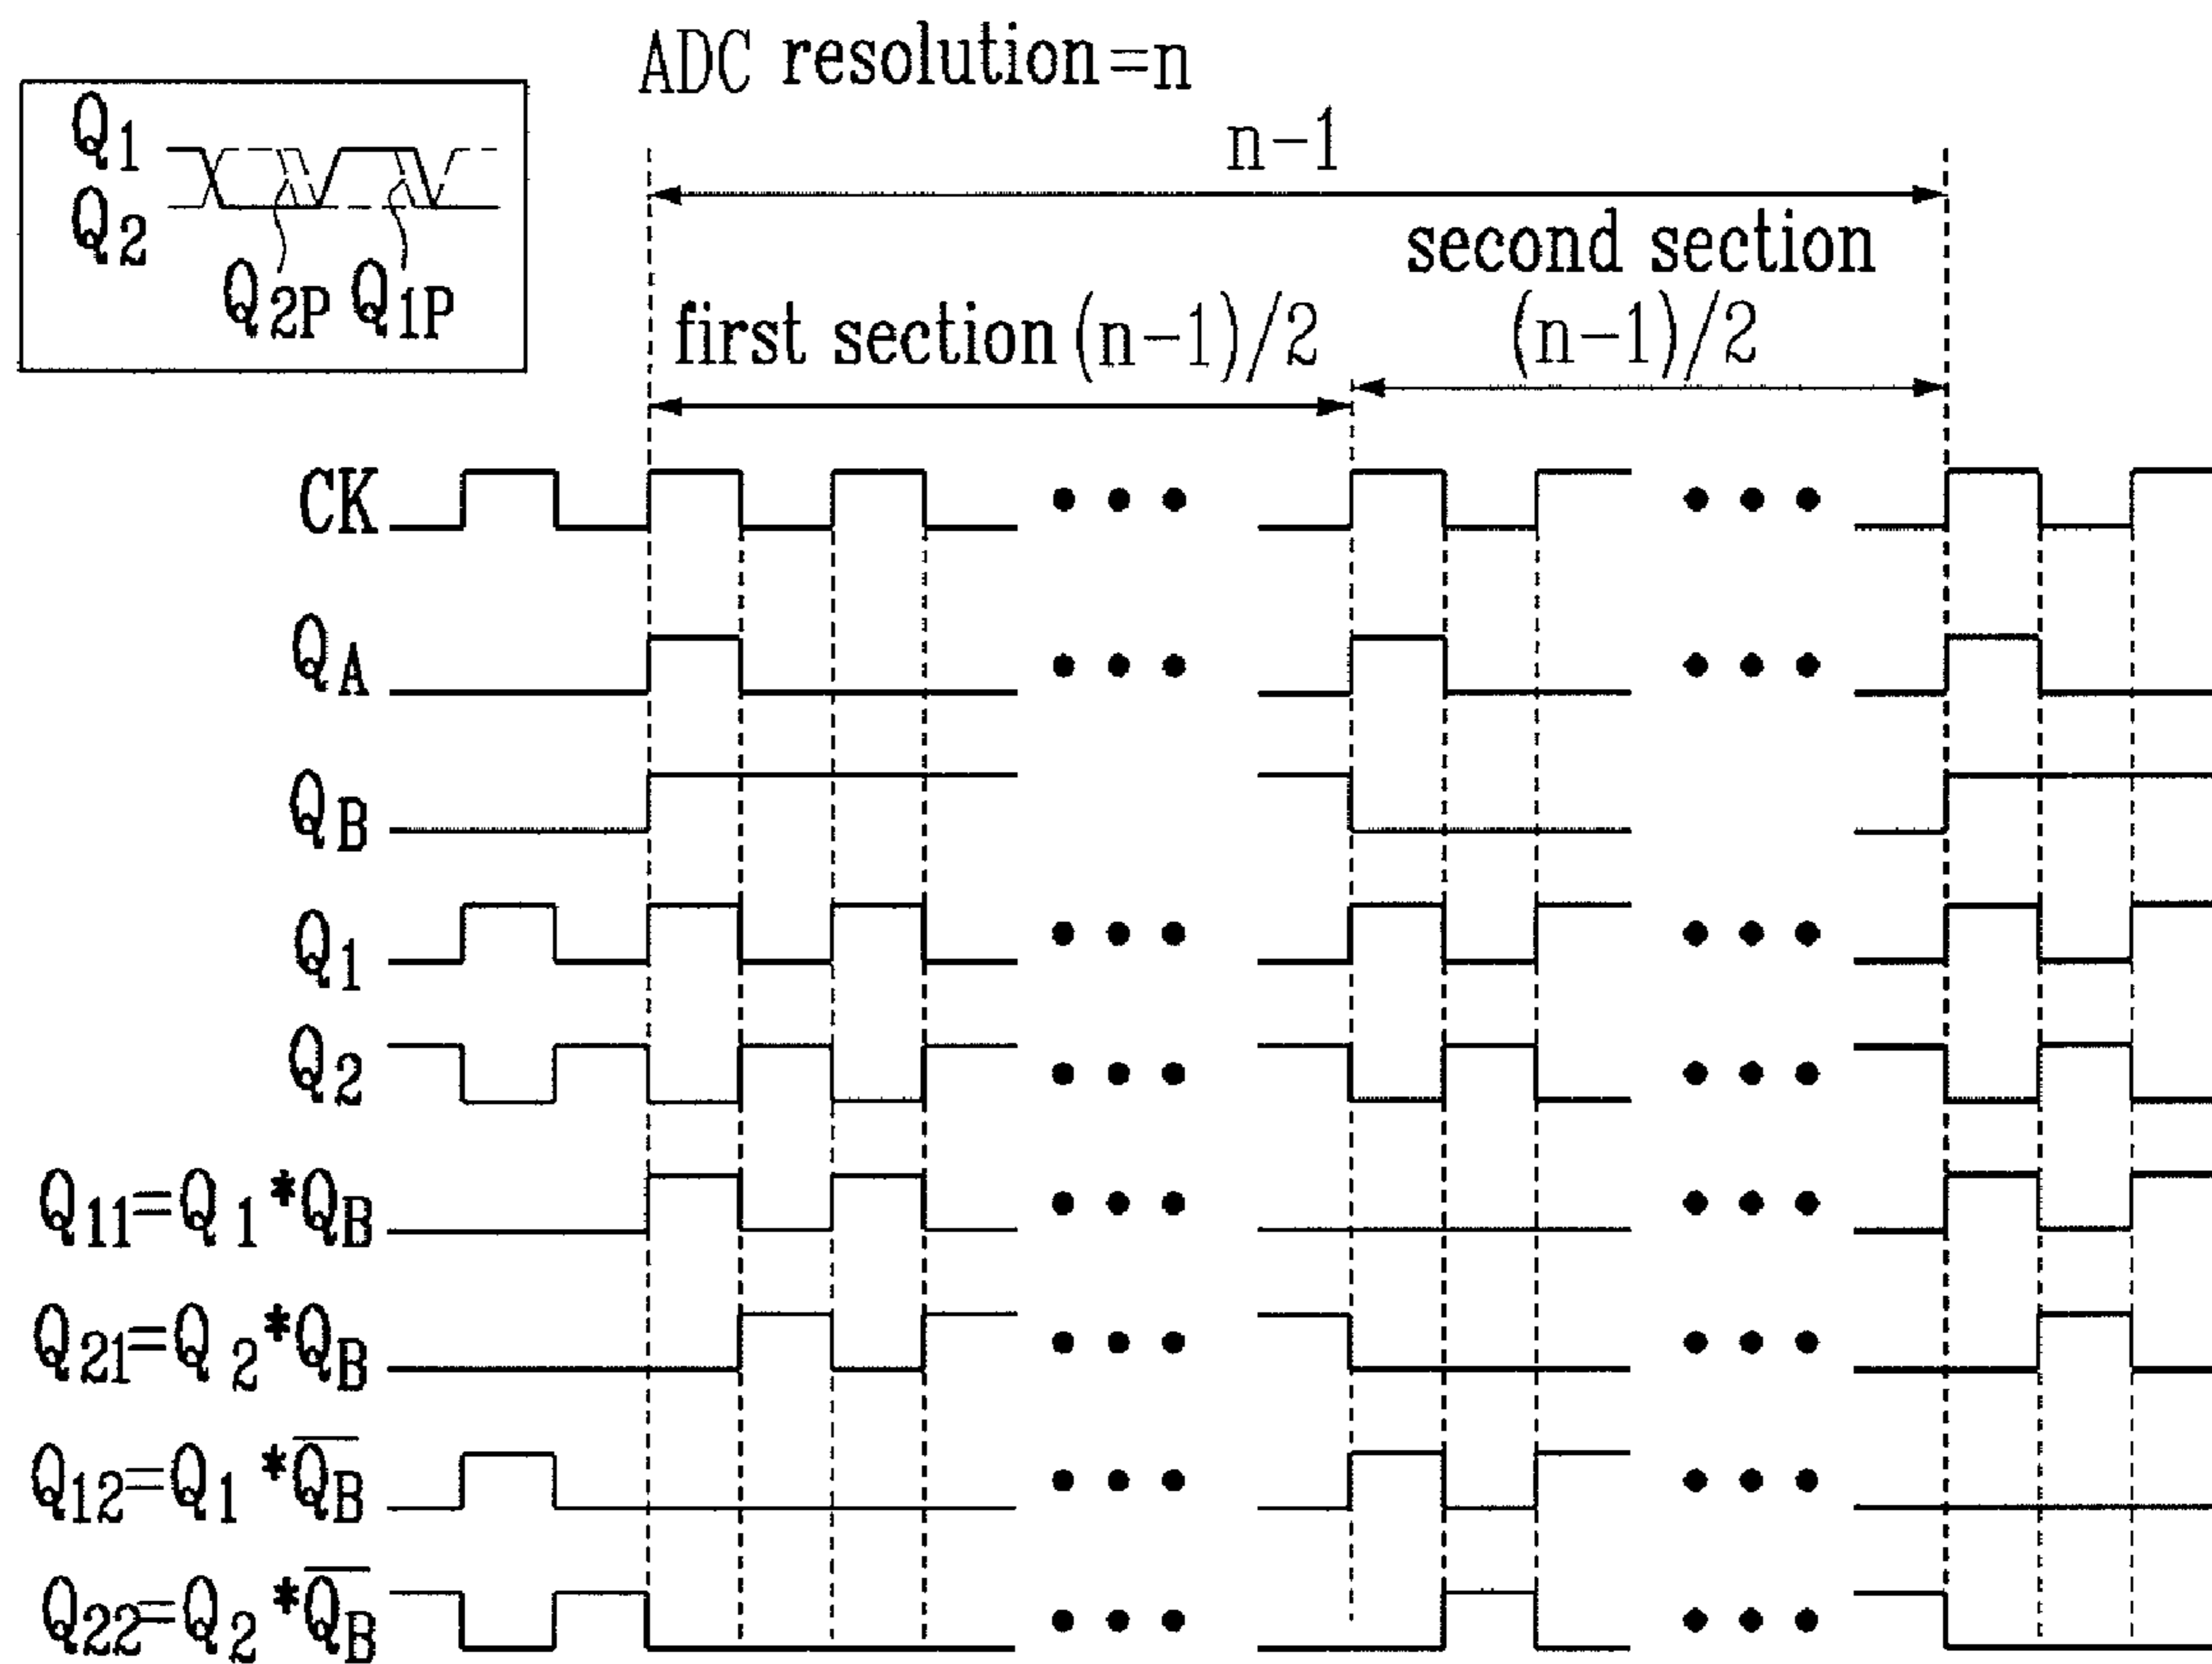 ADC resolution=n
Q1
Q2
Q2P Q1P
n-1
second section
(n-1)/2
first section (n-1)/2
CK
QA
QB
Q1
Q2
Q11=Q1*QB
Q21=Q2*QB
Q12=Q1*Q̅B̅
Q22=Q2*Q̅B̅